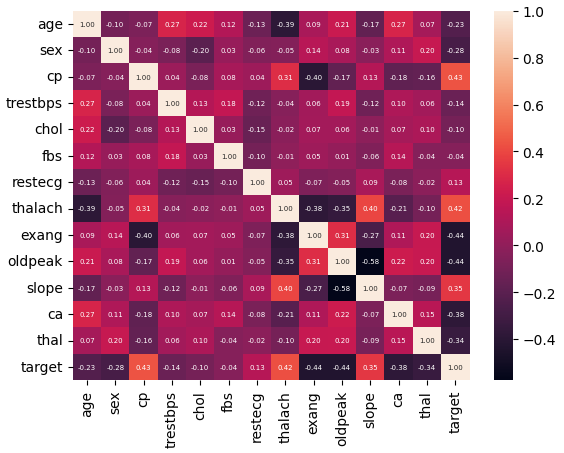 age 1.00 -0.10 -0.07 0.27 0.22 0.12 -0.13 -0.39 0.09 0.21 -0.17 0.27 0.07 -0.23
sex -0.10 1.00 -0.04 -0.08 -0.20 0.03 -0.06 -0.05 0.14 0.08 -0.03 0.11 0.20 -0.28
cp -0.07 -0.04 1.00 0.04 -0.08 0.08 0.04 0.31 -0.40 -0.17 0.13 -0.18 -0.16 0.43
trestbps 0.27 -0.08 0.04 1.00 0.13 0.18 -0.12 -0.04 0.06 0.19 -0.12 0.10 0.06 -0.14
chol 0.22 -0.20 -0.08 0.13 1.00 0.03 -0.15 -0.02 0.07 0.06 -0.01 0.07 0.10 -0.10
fbs 0.12 0.03 0.08 0.18 0.03 1.00 -0.10 -0.01 0.05 0.01 -0.06 0.14 -0.04 -0.04
restecg -0.13 -0.06 0.04 -0.12 -0.15 -0.10 1.00 0.05 -0.07 -0.05 0.09 -0.08 -0.02 0.13
thalach -0.39 -0.05 0.31 -0.04 -0.02 -0.01 0.05 1.00 -0.38 -0.35 0.40 -0.21 -0.10 0.42
exang 0.09 0.14 -0.40 0.06 0.07 0.05 -0.07 -0.38 1.00 0.31 -0.27 0.11 0.20 -0.44
oldpeak 0.21 0.08 -0.17 0.19 0.06 0.01 -0.05 -0.35 0.31 1.00 -0.58 0.22 0.20 -0.44
slope -0.17 -0.03 0.13 -0.12 -0.01 -0.06 0.09 0.40 -0.27 -0.58 1.00 -0.07 -0.09 0.35
ca 0.27 0.11 -0.18 0.10 0.07 0.14 -0.08 -0.21 0.11 0.22 -0.07 1.00 0.15 -0.38
thal 0.07 0.20 -0.16 0.06 0.10 -0.04 -0.02 -0.10 0.20 0.20 -0.09 0.15 1.00 -0.34
target -0.23 -0.28 0.43 -0.14 -0.10 -0.04 0.13 0.42 -0.44 -0.44 0.35 -0.38 -0.34 1.00
age sex cp trestbps chol fbs restecg thalach exang oldpeak slope ca thal target
1.0
0.8
0.6
0.4
0.2
0.0
−0.2
−0.4